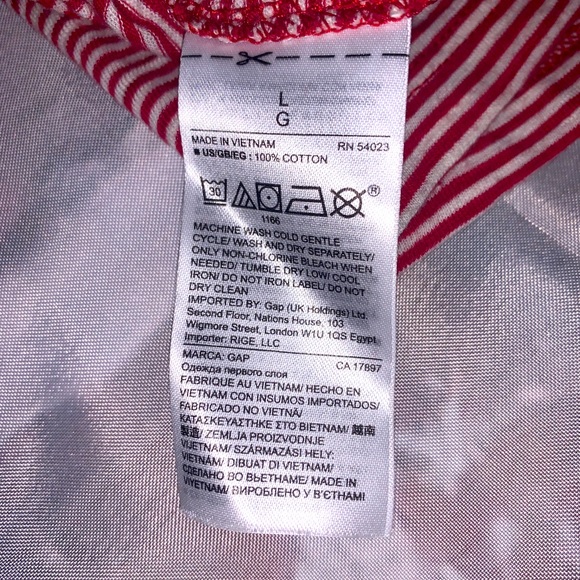 L
G
MADE IN VIETNAM RN 54023
■ US/GB/EG : 100% COTTON
30
®
1166
MACHINE WASH COLD GENTLE
CYCLE/ WASH AND DRY SEPARATELY/
ONLY NON-CHLORINE BLEACH WHEN
NEEDED/ TUMBLE DRY LOW/ COOL
IRON/ DO NOT IRON LABEL/ DO NOT
DRY CLEAN
IMPORTED BY: Gap (UK Holdings) Ltd.
Second Floor, Nations House, 103
Wigmore Street, London W1U 1QS Egypt
Importer: RIGE, LLC
MARCA: GAP CA 17897
Одежда первого слоя
FABRIQUE AU VIETNAM/ HECHO EN
VIETNAM CON INSUMOS IMPORTADOS/
FABRICADO NO VIETNÃ/
ΚΑΤΑΣΚΕΥΑΣΤΗΚΕ ΣΤΟ ΒΙΕΤΝΑΜ/ 越南
製造/ ZEMLJA PROIZVODNJE
VIJETNAM/ SZÁRMAZÁSI HELY:
VIETNÁM/ DIBUAT DI VIETNAM/
СДЕЛАНО ВО ВЬЕТНАМЕ/ MADE IN
VIYETNAM/ ВИРОБЛЕНО У В'ЄТНАМІ